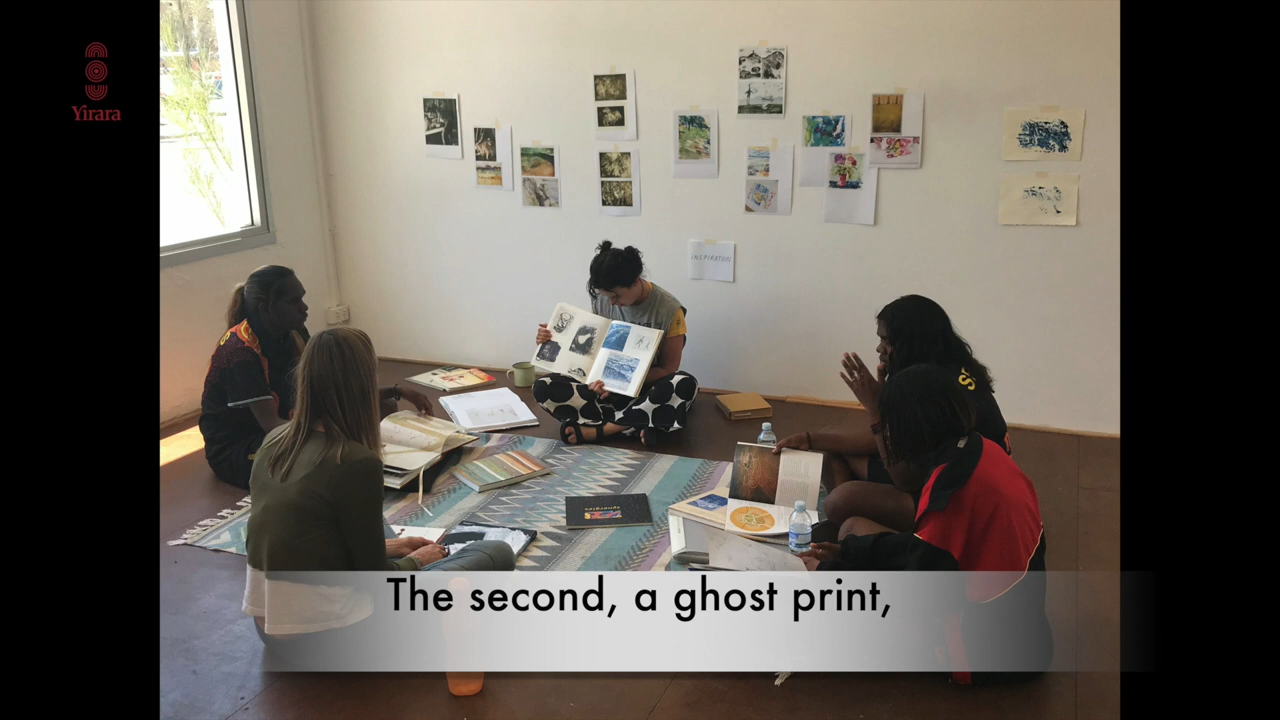 Yirara
INSPIRATION
The second, a ghost print,